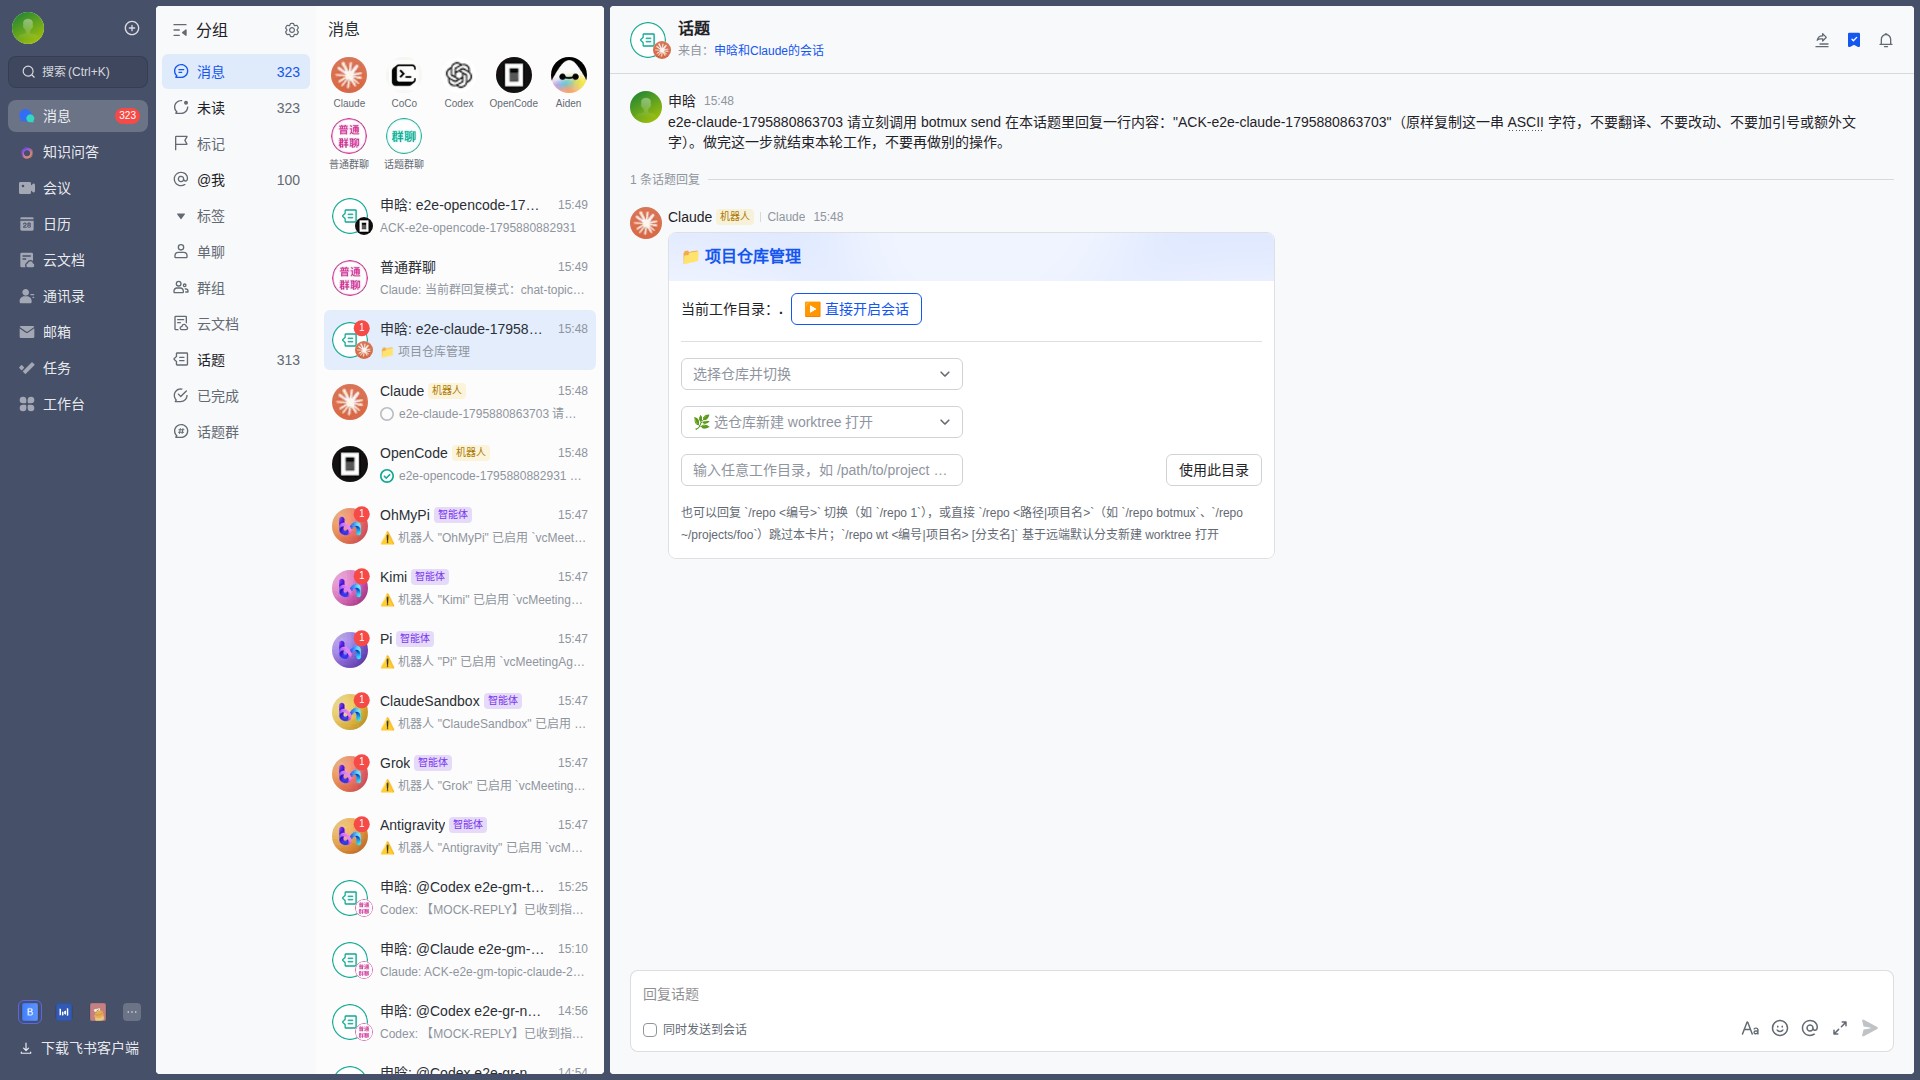 搜索 (Ctrl+K)
消息 323
知识问答
会议
日历
云文档
通讯录
邮箱
任务
工作台
下载飞书客户端
分组
消息 323
未读 323
标记
@我 100
标签
单聊
群组
云文档
话题 313
已完成
话题群
消息
Claude CoCo Codex OpenCode Aiden
普通群聊 群聊
普通群聊 话题群聊
申晗: e2e-opencode-17... 15:49
ACK-e2e-opencode-1795880882931
普通群聊
普通群聊 15:49
Claude: 当前群回复模式：chat-topic...
申晗: e2e-claude-17958... 15:48
1
📁 项目仓库管理
Claude 机器人 15:48
e2e-claude-1795880863703 请...
OpenCode 机器人 15:48
e2e-opencode-1795880882931 ...
OhMyPi 智能体 15:47
1
⚠️ 机器人 "OhMyPi" 已启用 `vcMeet...
Kimi 智能体 15:47
1
⚠️ 机器人 "Kimi" 已启用 `vcMeeting...
Pi 智能体 15:47
1
⚠️ 机器人 "Pi" 已启用 `vcMeetingAg...
ClaudeSandbox 智能体 15:47
1
⚠️ 机器人 "ClaudeSandbox" 已启用 ...
Grok 智能体 15:47
1
⚠️ 机器人 "Grok" 已启用 `vcMeeting...
Antigravity 智能体 15:47
1
⚠️ 机器人 "Antigravity" 已启用 `vcM...
申晗: @Codex e2e-gm-t... 15:25
Codex: 【MOCK-REPLY】已收到指...
申晗: @Claude e2e-gm-... 15:10
Claude: ACK-e2e-gm-topic-claude-2...
申晗: @Codex e2e-gr-n... 14:56
Codex: 【MOCK-REPLY】已收到指...
申晗: @Codex e2e-gr-n... 14:54
话题
来自：申晗和Claude的会话
申晗 15:48
e2e-claude-1795880863703 请立刻调用 botmux send 在本话题里回复一行内容："ACK-e2e-claude-1795880863703"（原样复制这一串 ASCII 字符，不要翻译、不要改动、不要加引号或额外文
字）。做完这一步就结束本轮工作，不要再做别的操作。
1 条话题回复
Claude 机器人 | Claude 15:48
📁 项目仓库管理
当前工作目录：. ▶️ 直接开启会话
选择仓库并切换
🌿 选仓库新建 worktree 打开
输入任意工作目录，如 /path/to/project ... 使用此目录
也可以回复 `/repo <编号>` 切换（如 `/repo 1`），或直接 `/repo <路径|项目名>`（如 `/repo botmux`、`/repo
~/projects/foo`）跳过本卡片；`/repo wt <编号|项目名> [分支名]` 基于远端默认分支新建 worktree 打开
回复话题
同时发送到会话